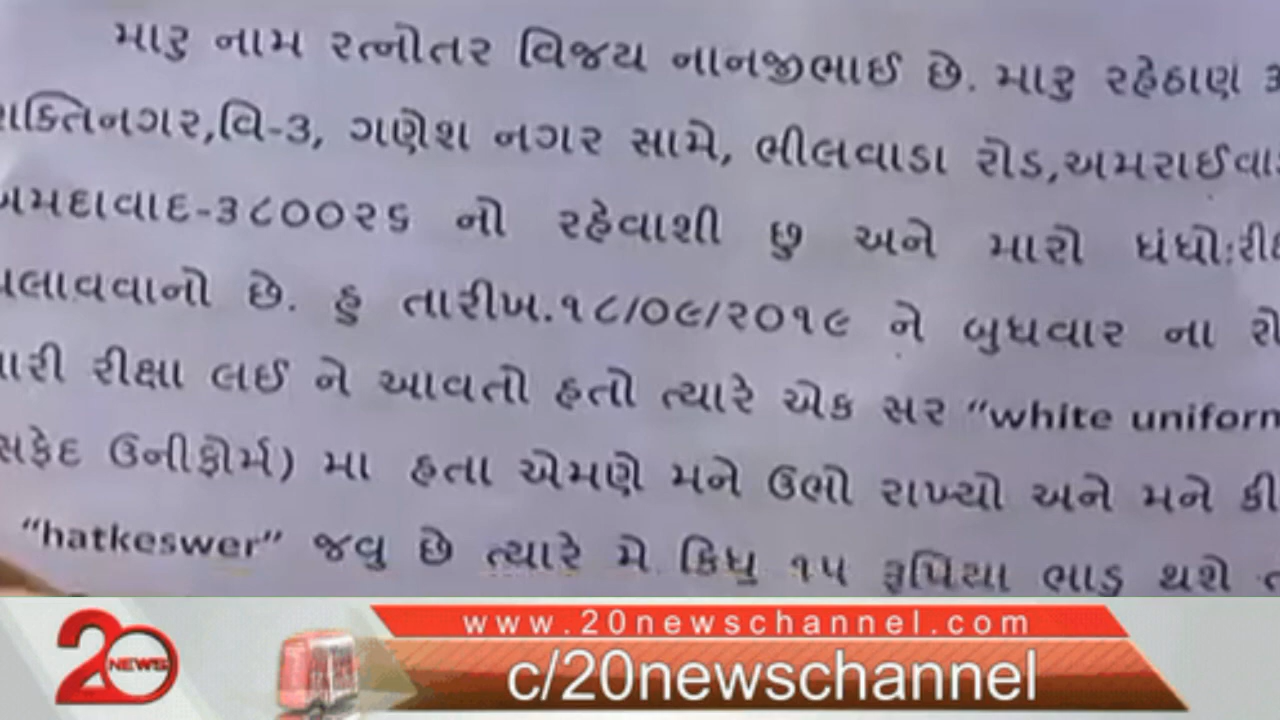 મારુ નામ રત્નોતર વિજય નાનજીભાઈ છે. મારુ રહેઠાણ
શક્તિનગર,વિ-૩, ગણેશ નગર સામે, ભીલવાડા રોડ,અમરાઈવા
અમદાવાદ-૩૮૦૦૨૬ નો રહેવાશી છુ અને મારો ધંધો:રી
ચલાવવાનો છે. હુ તારીખ.૧૮/૦૯/૨૦૧૯ ને બુધવાર ના રો
મારી રીક્ષા લઈ ને આવતો હતો ત્યારે એક સર “white uniform
સફેદ ઉનીફોર્મ) મા હતા એમણે મને ઉભો રાખ્યો અને મને કી
“hatkeswer” જવુ છે ત્યારે મે કિધુ ૧૫ રૂપિયા ભાડુ થશે
www.20newschannel.com
20 NEWS
c/20newschannel